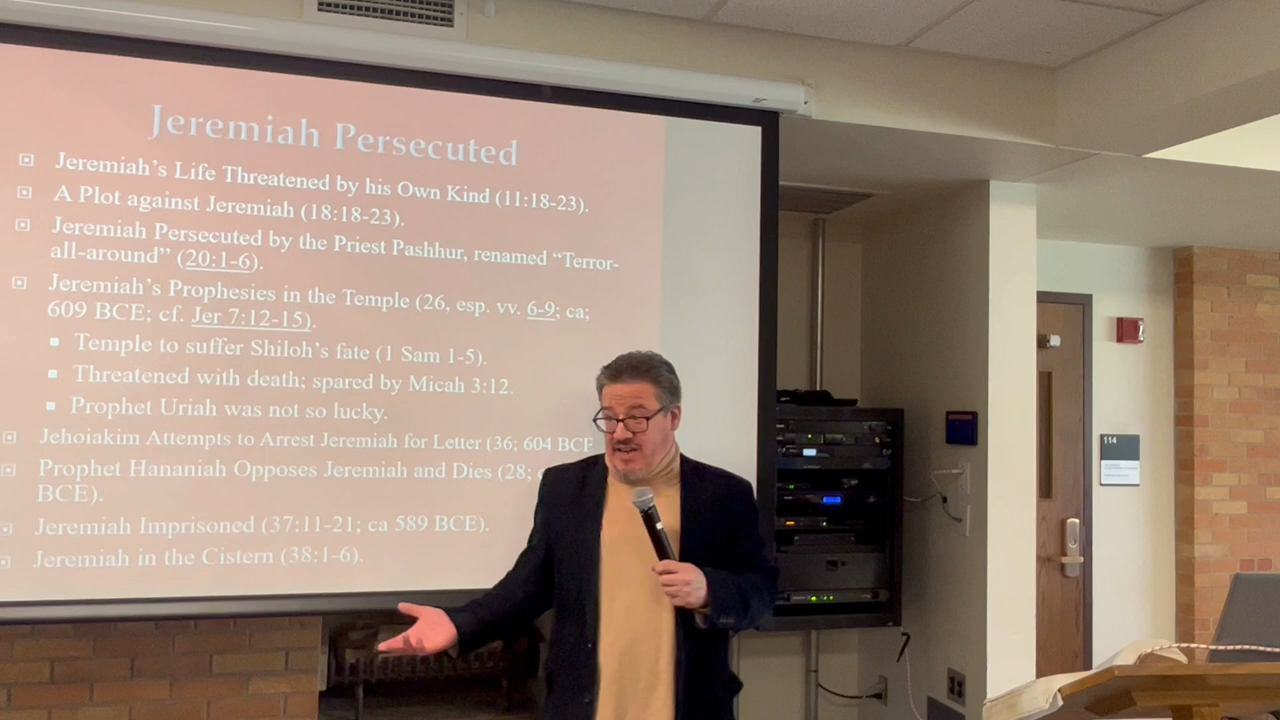 Jeremiah Persecuted
Jeremiah's Life Threatened by his Own Kind (11:18-23).
A Plot against Jeremiah (18:18-23).
Jeremiah Persecuted by the Priest Pashhur, renamed “Terror-
all-around” (20:1-6).
Jeremiah's Prophesies in the Temple (26, esp. vv. 6-9; ca;
609 BCE; cf. Jer 7:12-15).
Temple to suffer Shiloh's fate (1 Sam 1-5).
Threatened with death; spared by Micah 3:12.
Prophet Uriah was not so lucky.
Jehoiakim Attempts to Arrest Jeremiah for Letter (36; 604 BCE
Prophet Hananiah Opposes Jeremiah and Dies (28;
BCE).
Jeremiah Imprisoned (37:11-21; ca 589 BCE).
Jeremiah in the Cistern (38:1-6).
114